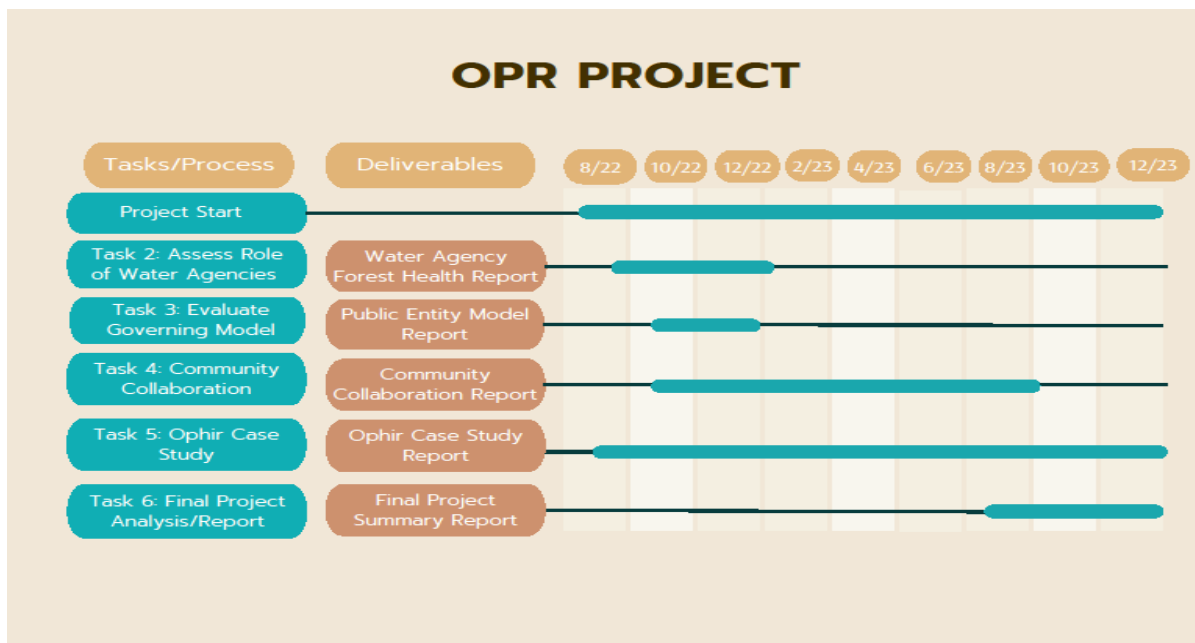 OPR PROJECT
Tasks/Process
Deliverables
8/22
10/22
12/22
2/23
4/23
6/23
8/23
10/23
12/23
Project Start
Task 2: Assess Role
of Water Agencies
Water Agency
Forest Health Report
Task 3: Evaluate
Governing Model
Public Entity Model
Report
Task 4: Community
Collaboration
Community
Collaboration Report
Task 5: Ophir Case
Study
Ophir Case Study
Report
Task 6: Final Project
Analysis/Report
Final Project
Summary Report